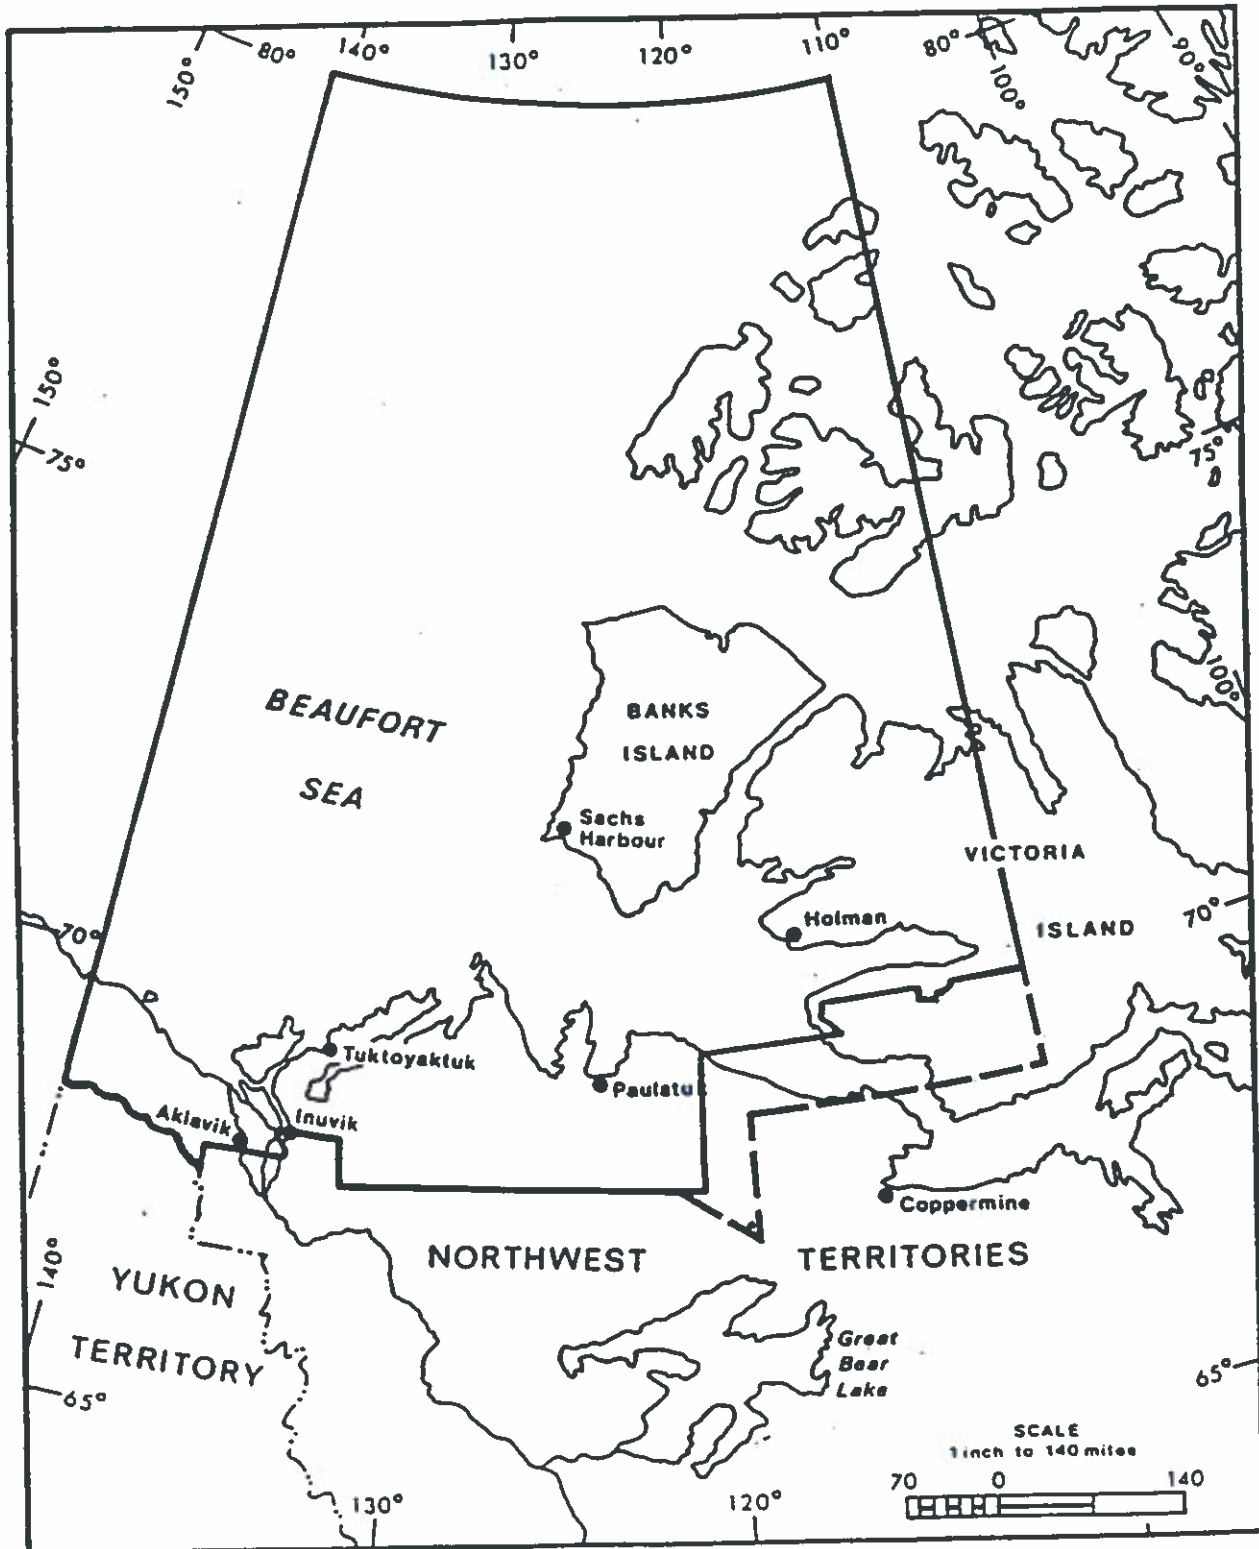 150°
80°
140°
130°
120°
110°
80°
100°
90°
150°
75°
75°
BEAUFORT
SEA
BANKS
ISLAND
Sachs
Harbour
100°
VICTORIA
ISLAND
Holman
70°
70°
Tuktoyaktuk
Paulatuk
Aklavik
Inuvik
Coppermine
NORTHWEST TERRITORIES
140°
YUKON
TERRITORY
Great
Bear
Lake
65°
65°
SCALE
1 inch to 140 miles
70 0 140
130°
120°